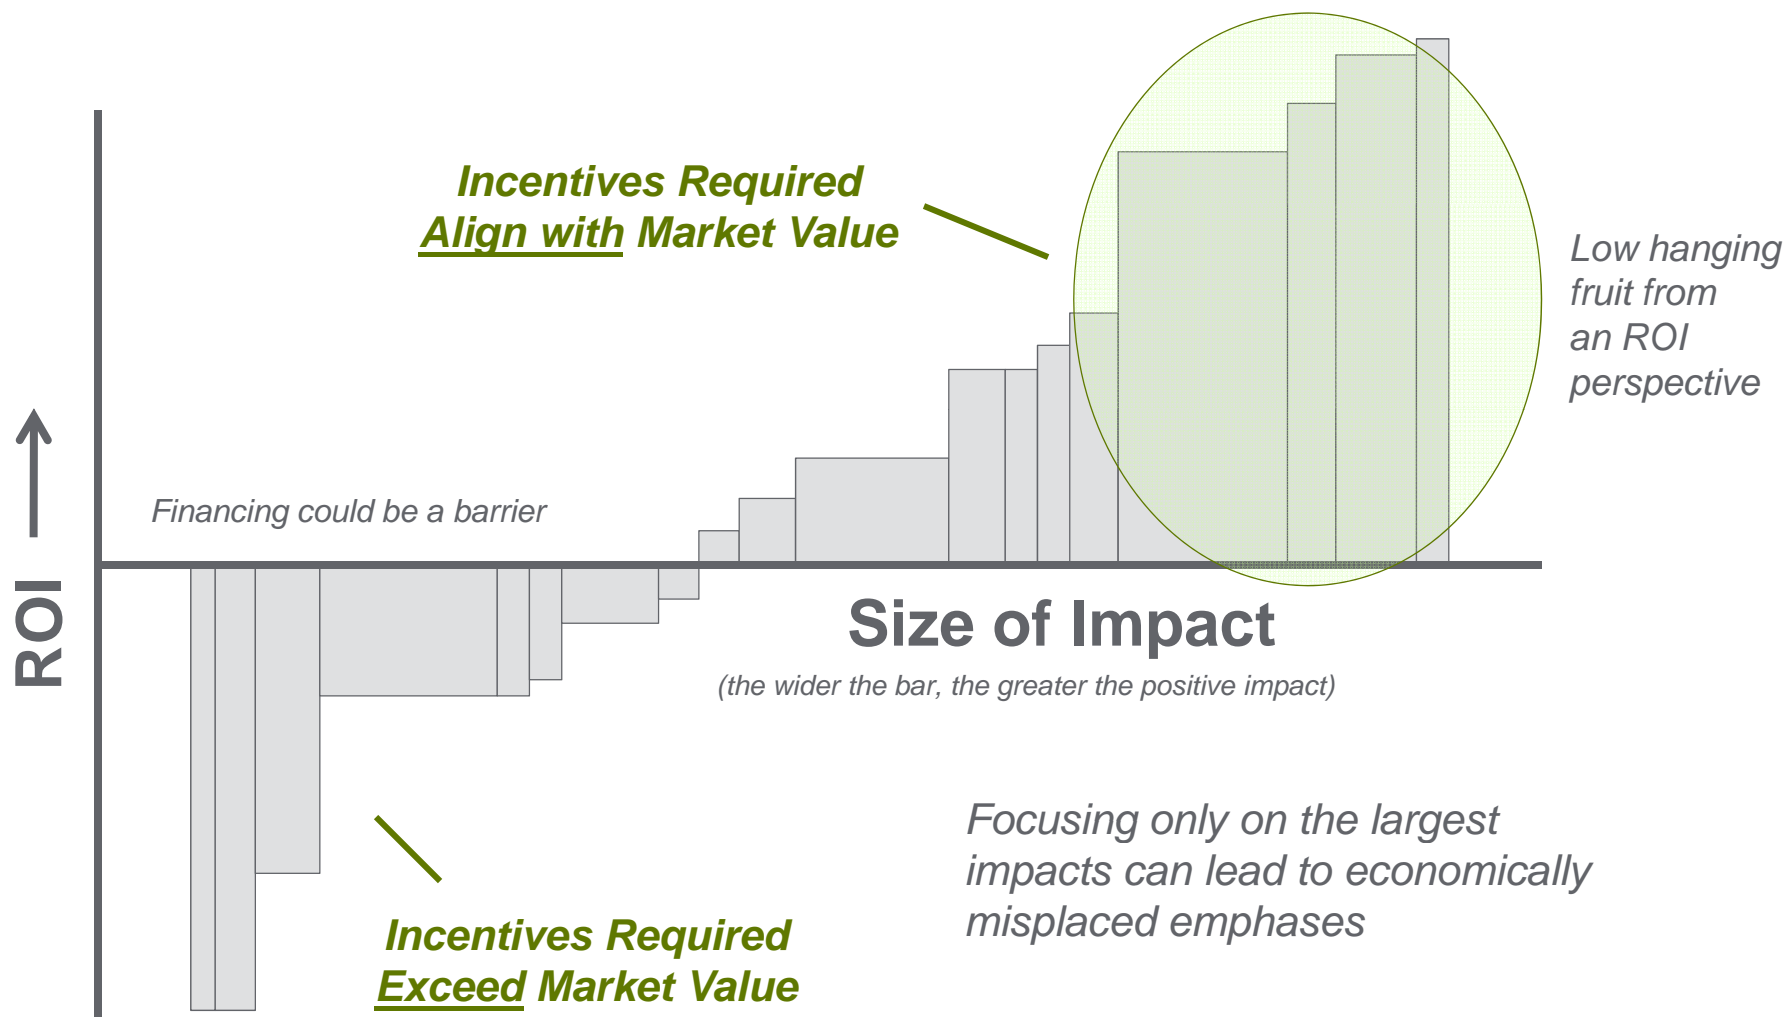 Incentives Required
Align with Market Value
Low hanging
fruit from
an ROI
perspective
Financing could be a barrier
ROI
Size of Impact
(the wider the bar, the greater the positive impact)
Focusing only on the largest
impacts can lead to economically
misplaced emphases
Incentives Required
Exceed Market Value